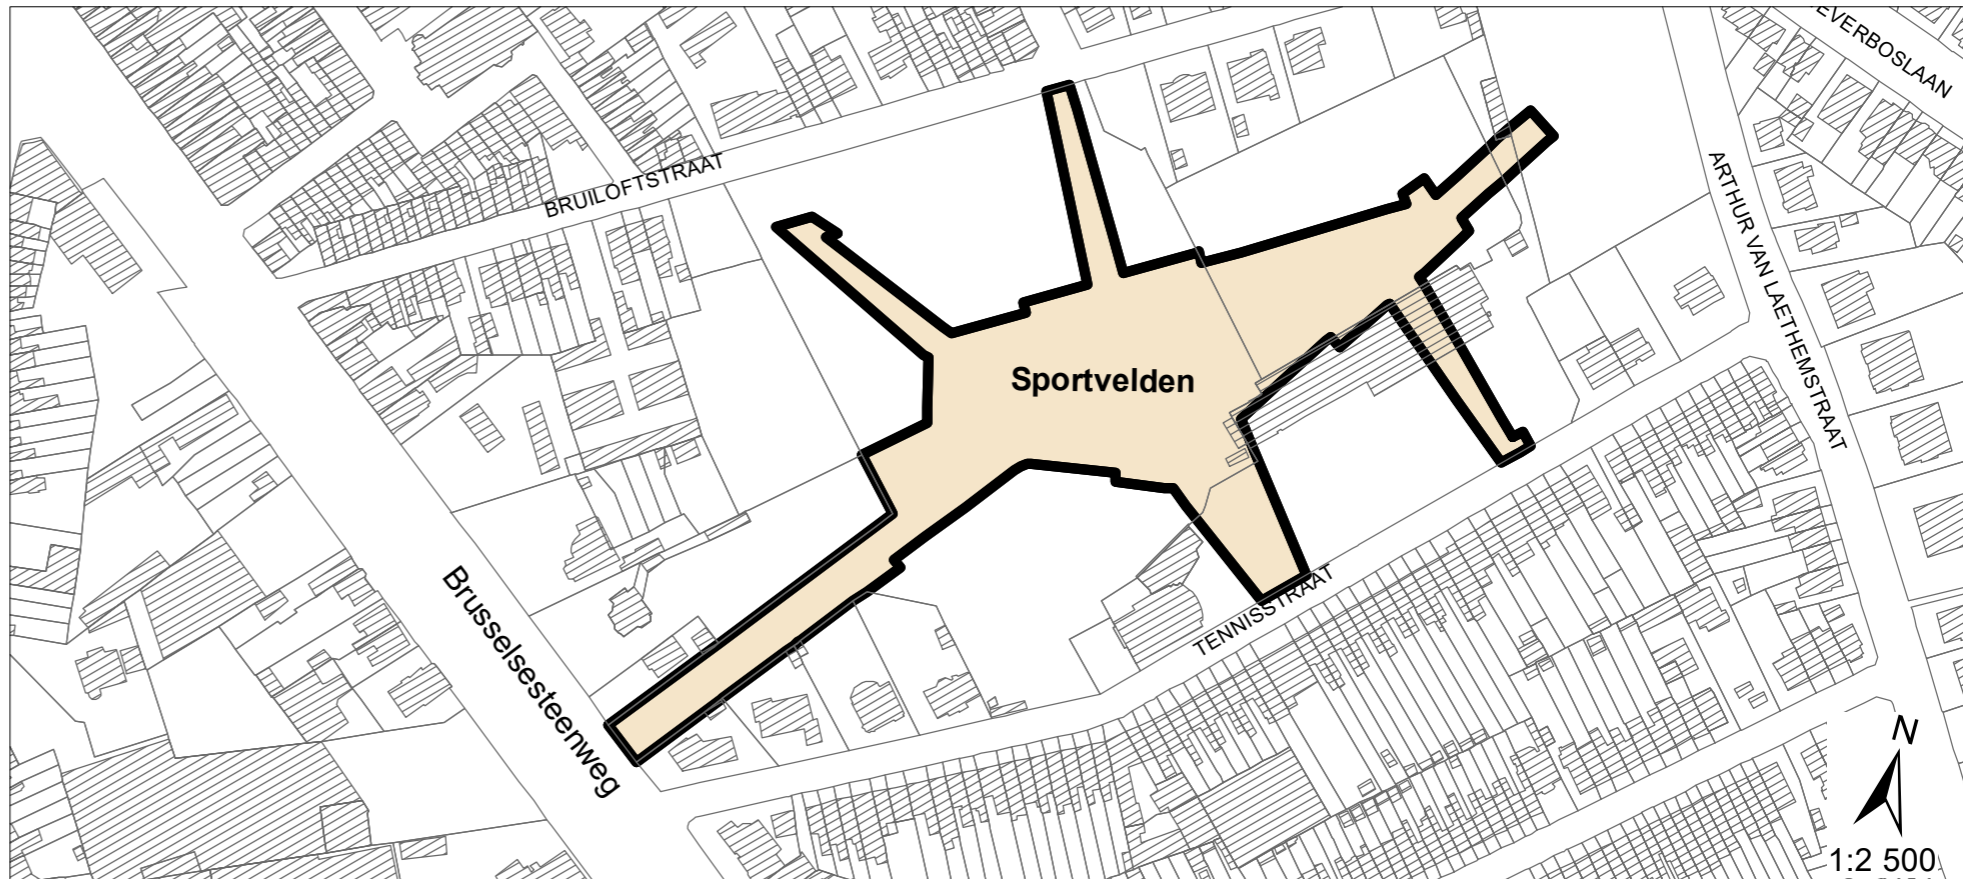 EVERBOSLAAN
BRUILOFTSTRAAT
ARTHUR VAN LAETHEMSTRAAT
Sportvelden
Brusselsesteenweg
TENNISSTRAAT
N
1:2 500